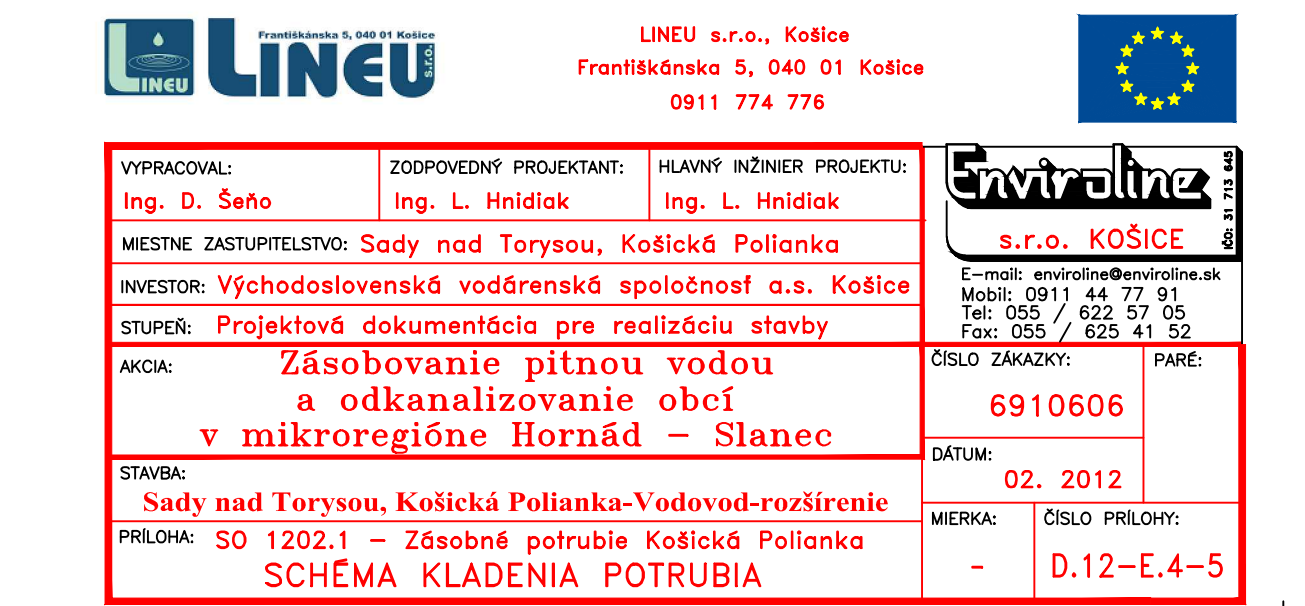 Františkánska 5, 040 01 Košice
LINEU LINEU s.r.o.
LINEU s.r.o., Košice
Františkánska 5, 040 01 Košice
0911 774 776
VYPRACOVAL:
Ing. D. Šeňo
ZODPOVEDNÝ PROJEKTANT:
Ing. L. Hnidiak
HLAVNÝ INŽINIER PROJEKTU:
Ing. L. Hnidiak
Enviroline
s.r.o. KOŠICE
IČO: 31 713 645
E-mail: enviroline@enviroline.sk
Mobil: 0911 44 77 91
Tel: 055 / 622 57 05
Fax: 055 / 625 41 52
MIESTNE ZASTUPITELSTVO: Sady nad Torysou, Košická Polianka
INVESTOR: Východoslovenská vodárenská spoločnosť a.s. Košice
STUPEŇ: Projektová dokumentácia pre realizáciu stavby
AKCIA: Zásobovanie pitnou vodou
a odkanalizovanie obcí
v mikroregióne Hornád – Slanec
ČÍSLO ZÁKAZKY:
6910606
PARÉ:
DÁTUM:
02. 2012
STAVBA:
Sady nad Torysou, Košická Polianka-Vodovod-rozšírenie
PRÍLOHA: SO 1202.1 – Zásobné potrubie Košická Polianka
SCHÉMA KLADENIA POTRUBIA
MIERKA:
-
ČÍSLO PRÍLOHY:
D.12-E.4-5